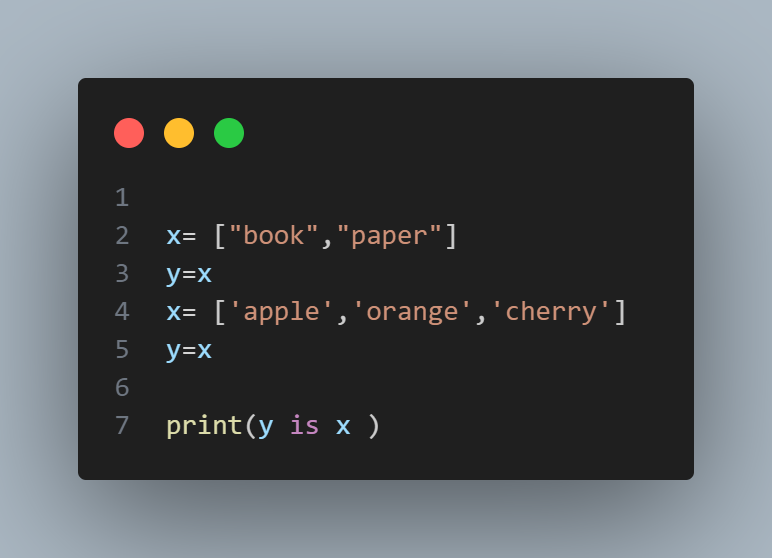 1
2 x= ["book","paper"]
3 y=x
4 x= ['apple','orange','cherry']
5 y=x
6
7 print(y is x )